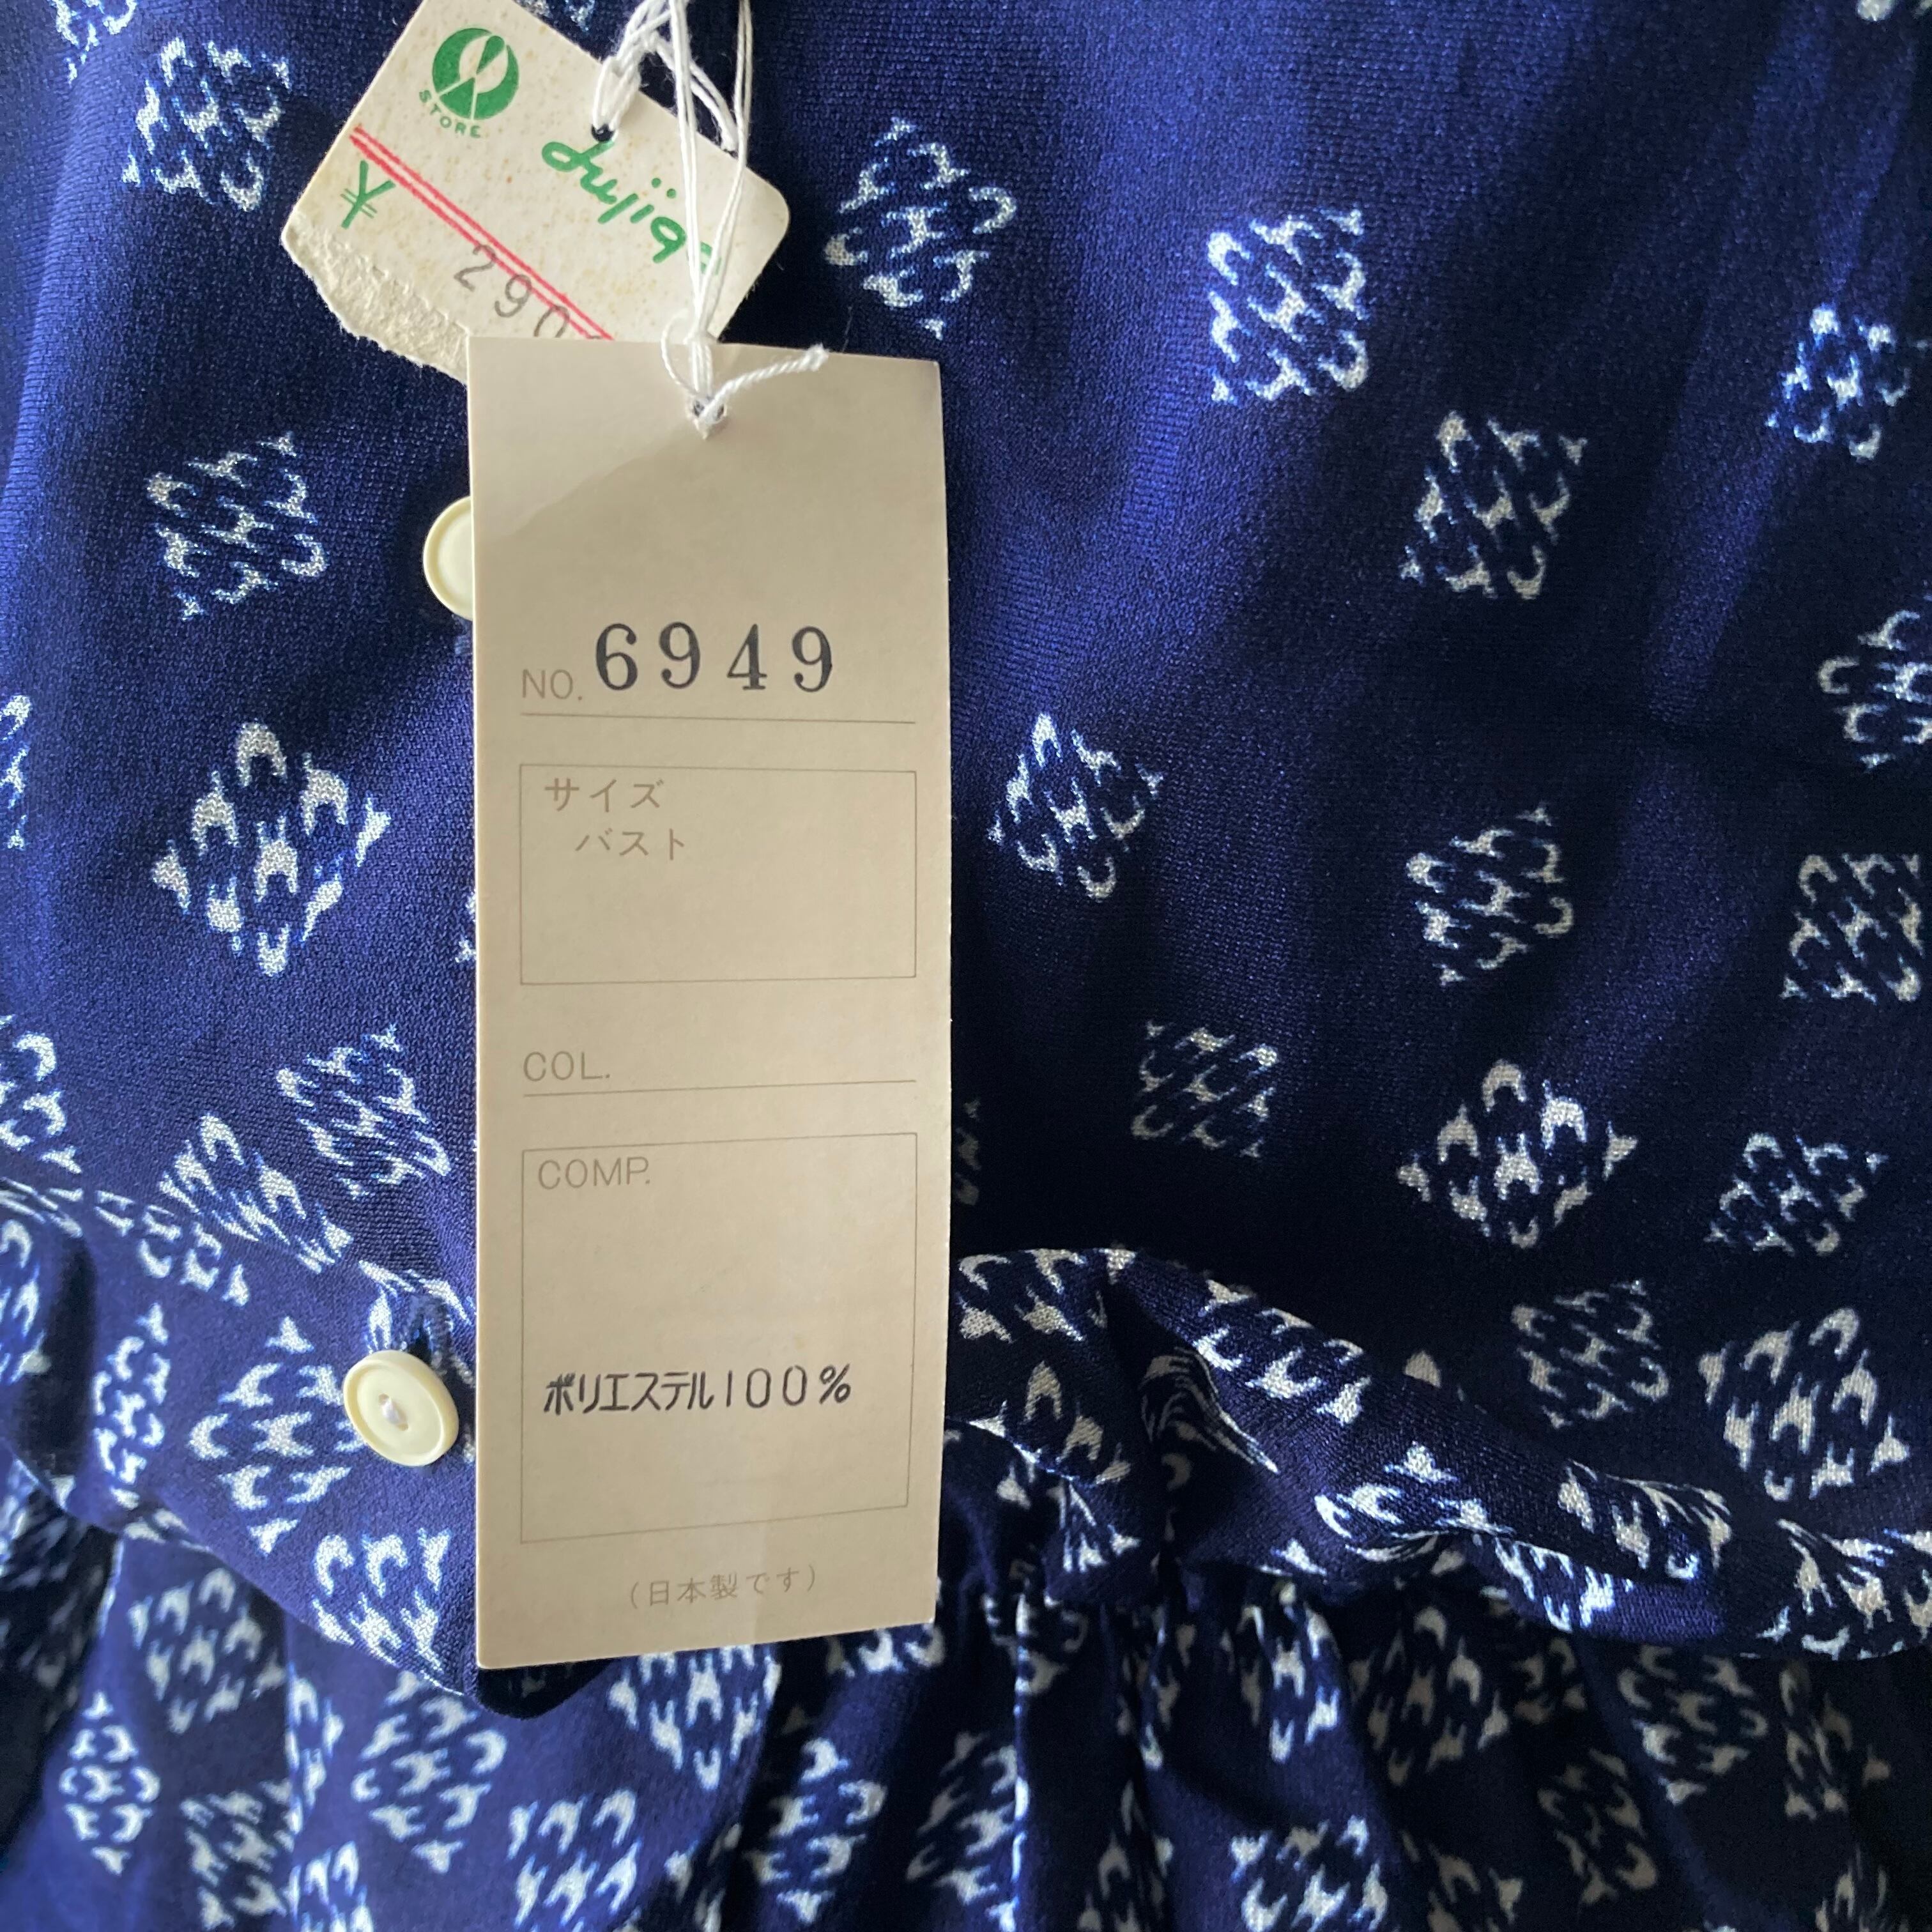 STORE
¥ 290
NO. 6949
サイズ
バスト
COL.
COMP.
ポリエステル100%
(日本製です)